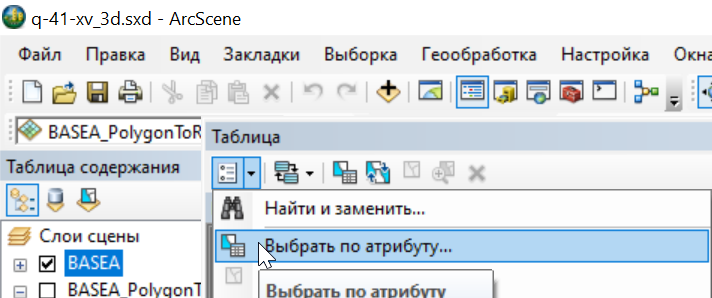 q-41-xv_3d.sxd - ArcScene
Файл Правка Вид Закладки Выборка Геообработка Настройка Окна
BASEA_PolygonToR
Таблица
Таблица содержания
Найти и заменить...
Слои сцены
Выбрать по атрибуту...
BASEA
BASEA_PolygonT
Выбрать по атрибуту